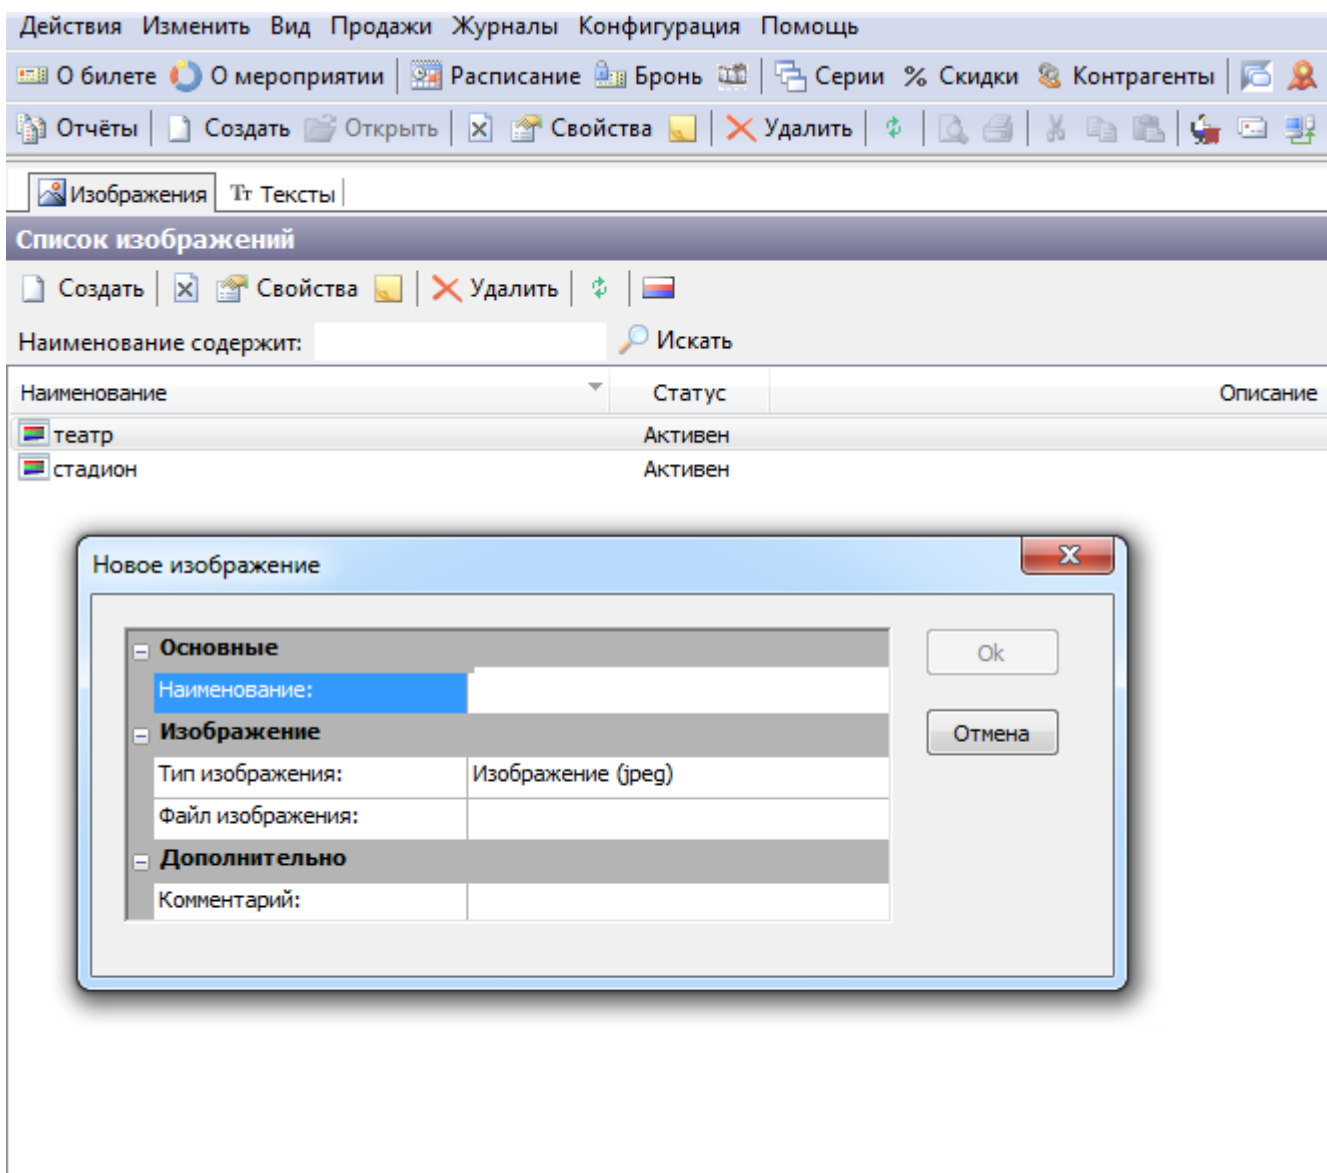 Действия Изменить Вид Продажи Журналы Конфигурация Помощь
О билете О мероприятии Расписание Бронь Серии % Скидки Контрагенты
Отчёты Создать Открыть Свойства Удалить
Изображения Тт Тексты
Список изображений
Создать Свойства Удалить
Наименование содержит: Искать
Наименование Статус Описание
театр Активен
стадион Активен
Новое изображение
Основные Ok
Наименование:
Изображение Отмена
Тип изображения: Изображение (jpeg)
Файл изображения:
Дополнительно
Комментарий: